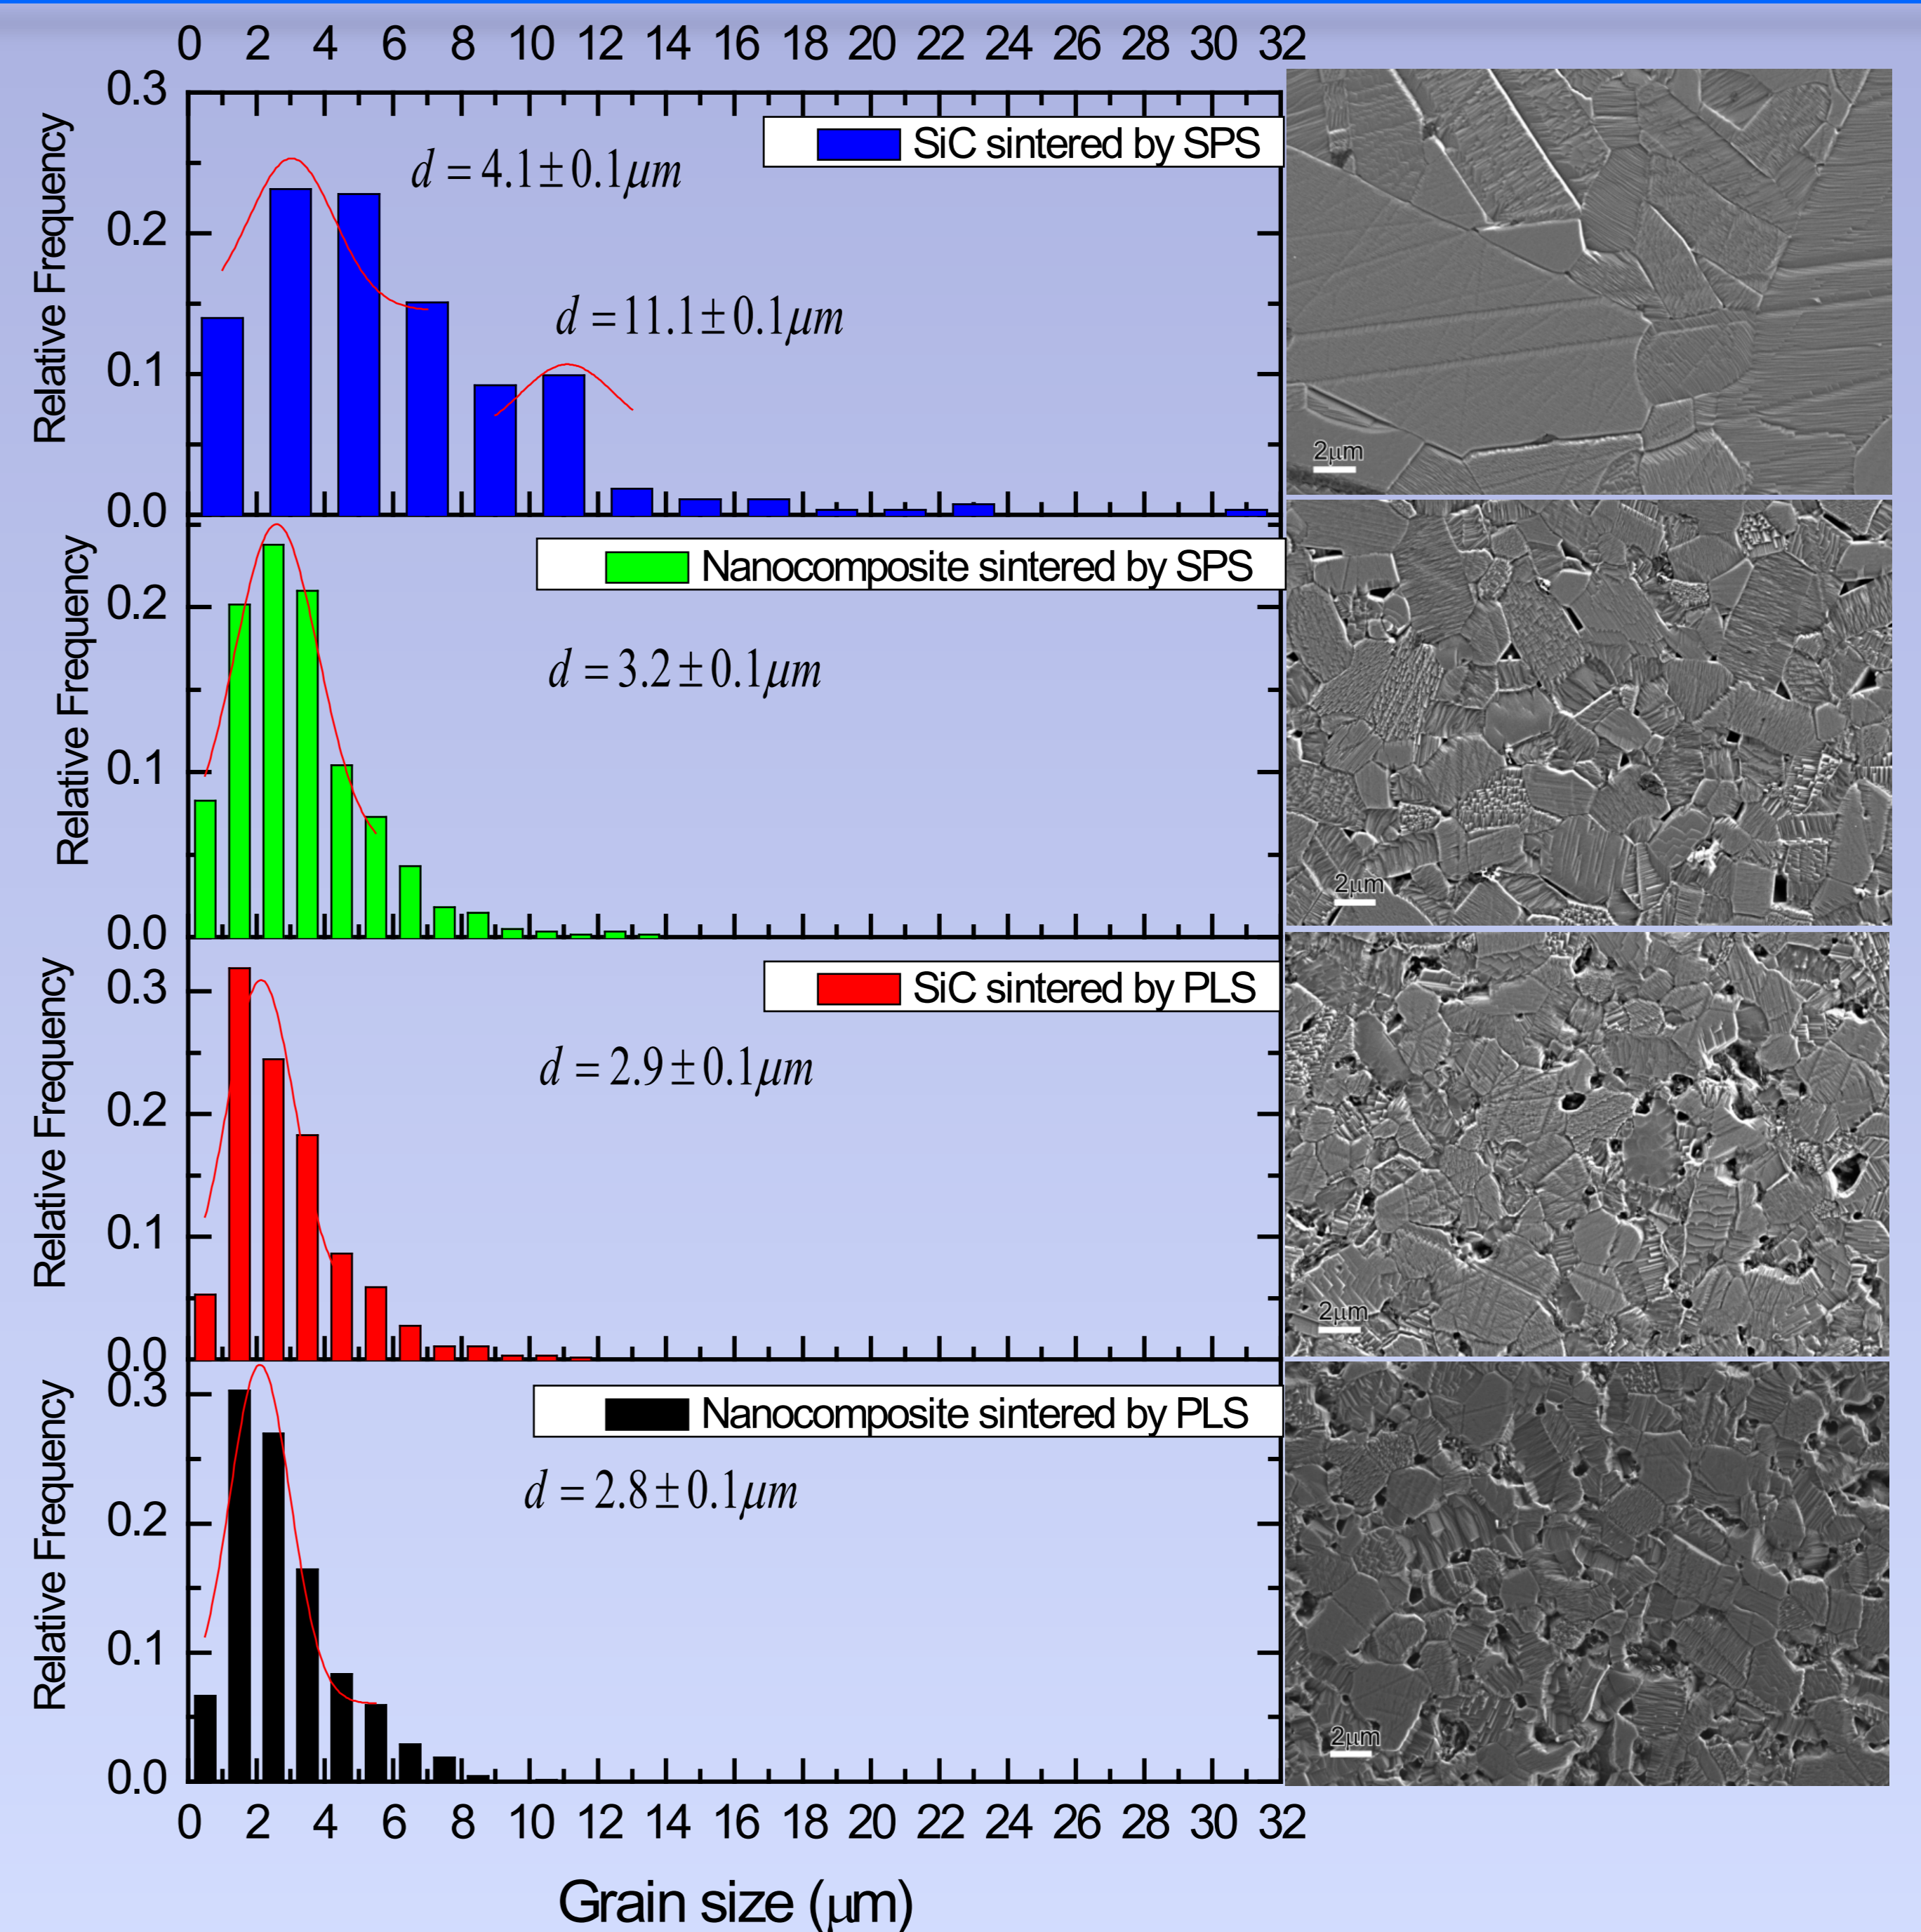 0 2 4 6 8 10 12 14 16 18 20 22 24 26 28 30 32
0.3
0.2
0.1
0.0
Relative Frequency
SiC sintered by SPS
d = 4.1±0.1μm
d = 11.1±0.1μm
2μm
0.2
0.1
0.0
Relative Frequency
Nanocomposite sintered by SPS
d = 3.2±0.1μm
2μm
0.3
0.2
0.1
0.0
Relative Frequency
SiC sintered by PLS
d = 2.9±0.1μm
2μm
0.3
0.2
0.1
0.0
Relative Frequency
Nanocomposite sintered by PLS
d = 2.8±0.1μm
2μm
0 2 4 6 8 10 12 14 16 18 20 22 24 26 28 30 32
Grain size (μm)